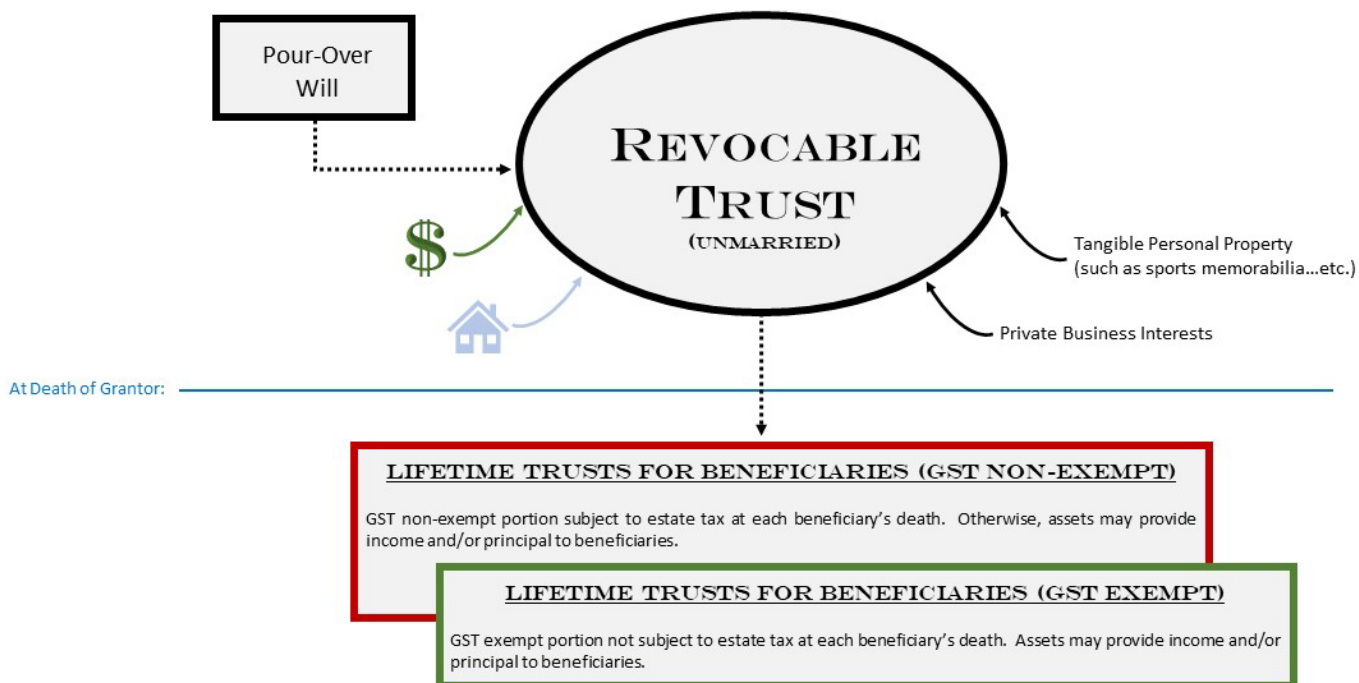 Pour-Over
Will
REVOCABLE
TRUST
(UNMARRIED)
$
Tangible Personal Property
(such as sports memorabilia...etc.)
Private Business Interests
At Death of Grantor:
LIFETIME TRUSTS FOR BENEFICIARIES (GST NON-EXEMPT)
GST non-exempt portion subject to estate tax at each beneficiary's death. Otherwise, assets may provide
income and/or principal to beneficiaries.
LIFETIME TRUSTS FOR BENEFICIARIES (GST EXEMPT)
GST exempt portion not subject to estate tax at each beneficiary's death. Assets may provide income and/or
principal to beneficiaries.